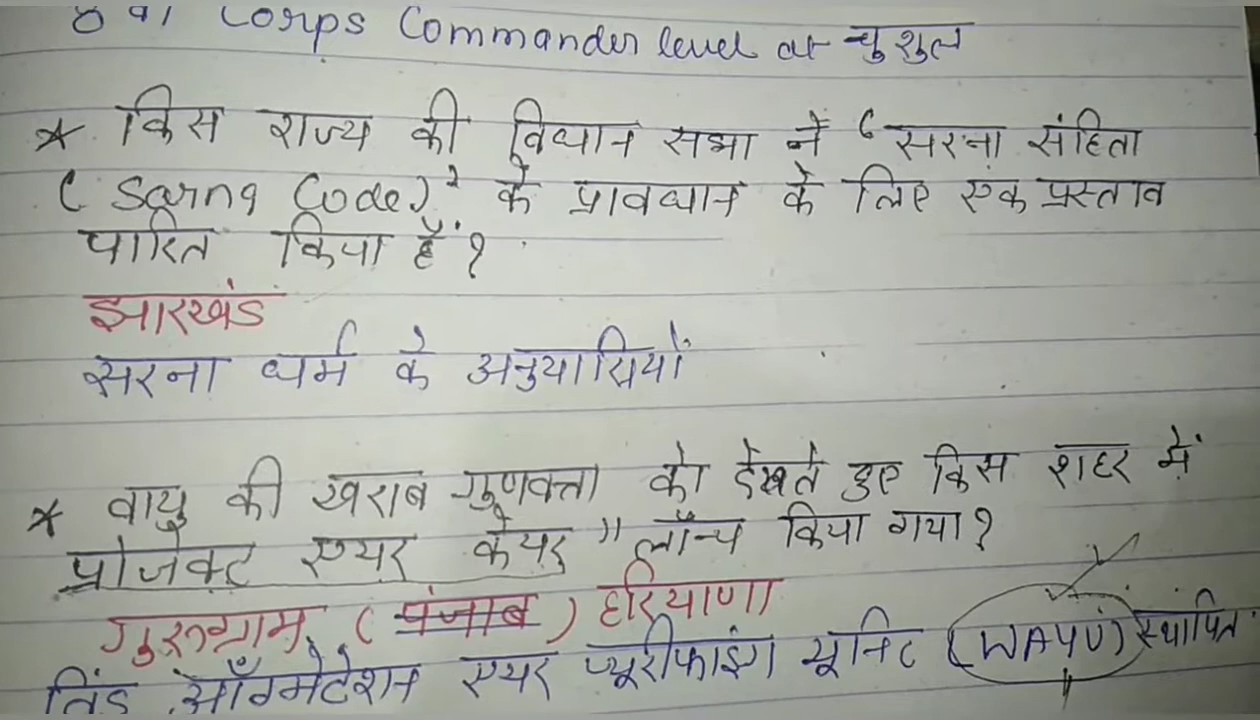 Corps Commander level at चुशुल
* किस राज्य की विधान सभा ने "सरना संहिता
(Sarna Code)" के प्रावधान के लिए एक प्रस्ताव
पारित किया है?
झारखंड
सरना धर्म के अनुयायियों
* वायु की खराब गुणवत्ता को देखते हुए किस शहर में
प्रोजेक्ट एयर केयर" लॉन्च किया गया?
गुरूग्राम, (पंजाब) हरियाणा
विंड ऑग्मेटेशन एयर प्यूरीफाइंग यूनिट (WAYU) स्थापित